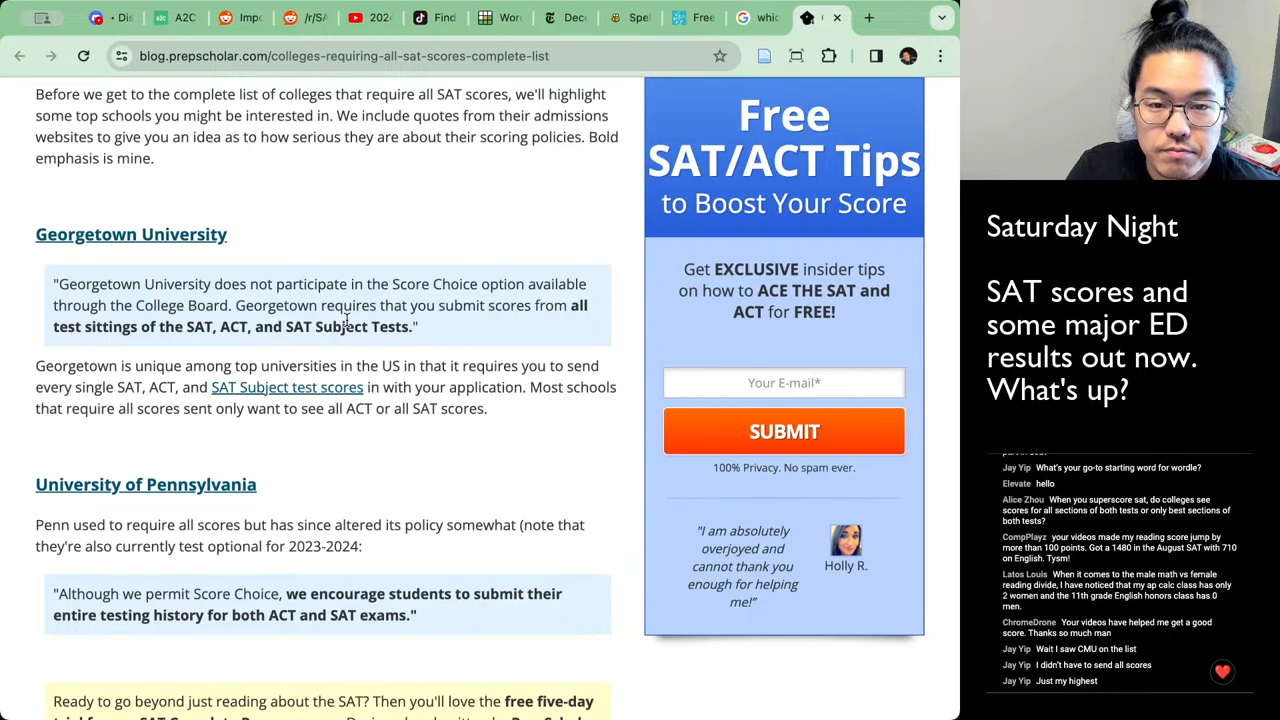 Dis
A2C
Impo
/r/SA
2024
Find
Word
Dece
Spel
Free
whic
blog.prepscholar.com/colleges-requiring-all-sat-scores-complete-list
Before we get to the complete list of colleges that require all SAT scores, we'll highlight
some top schools you might be interested in. We include quotes from their admissions
websites to give you an idea as to how serious they are about their scoring policies. Bold
emphasis is mine.
Georgetown University
"Georgetown University does not participate in the Score Choice option available
through the College Board. Georgetown requires that you submit scores from all
test sittings of the SAT, ACT, and SAT Subject Tests."
Georgetown is unique among top universities in the US in that it requires you to send
every single SAT, ACT, and SAT Subject test scores in with your application. Most schools
that require all scores sent only want to see all ACT or all SAT scores.
University of Pennsylvania
Penn used to require all scores but has since altered its policy somewhat (note that
they're also currently test optional for 2023-2024:
"Although we permit Score Choice, we encourage students to submit their
entire testing history for both ACT and SAT exams."
Ready to go beyond just reading about the SAT? Then you'll love the free five-day
Free
SAT/ACT Tips
to Boost Your Score
Get EXCLUSIVE insider tips
on how to ACE THE SAT and
ACT for FREE!
Your E-mail*
SUBMIT
100% Privacy. No spam ever.
"I am absolutely
overjoyed and
cannot thank you
enough for helping
me!"
Holly R.
Saturday Night
SAT scores and
some major ED
results out now.
What's up?
Jay Yip What's your go-to starting word for wordle?
Elevate hello
Alice Zhou When you superscore sat, do colleges see
scores for all sections of both tests or only best sections of
both tests?
CompPlayz your videos made my reading score jump by
more than 100 points. Got a 1480 in the August SAT with 710
on English. Tysm!
Latos Louis When it comes to the male math vs female
reading divide, I have noticed that my ap calc class has only
2 women and the 11th grade English honors class has 0
men.
ChromeDrone Your videos have helped me get a good
score. Thanks so much man
Jay Yip Wait I saw CMU on the list
Jay Yip I didn't have to send all scores
Jay Yip Just my highest